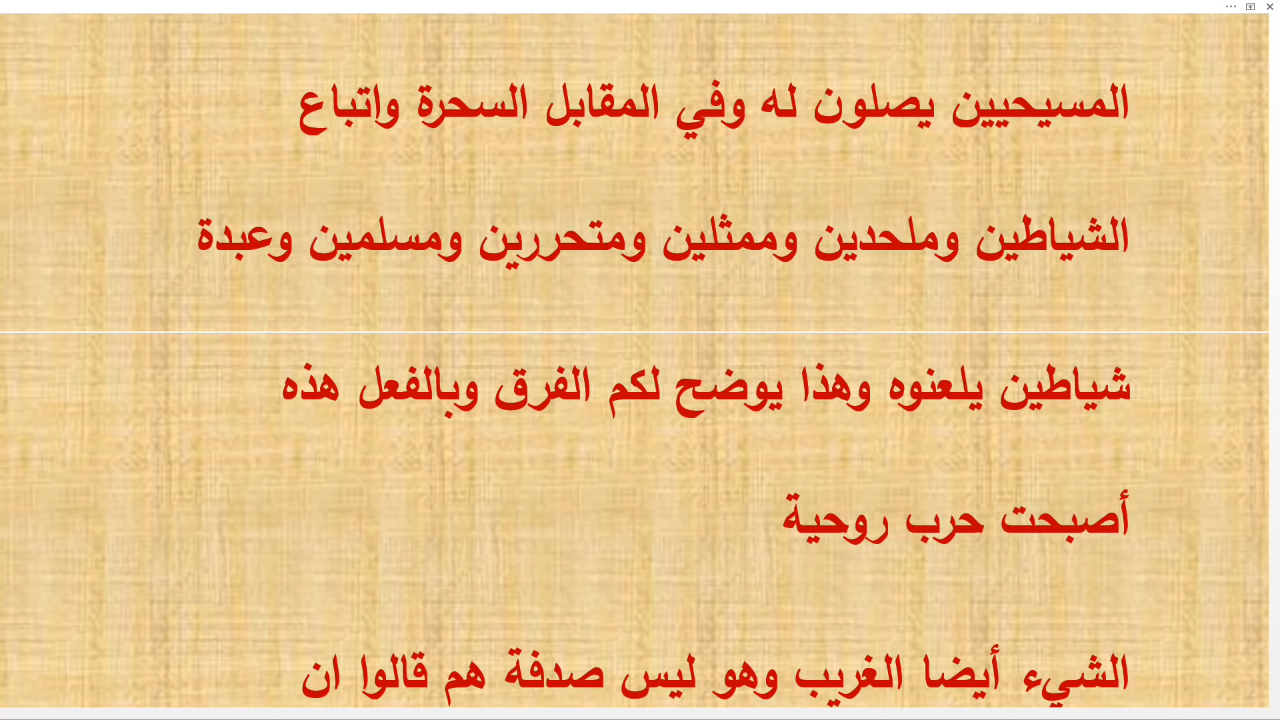 المسيحيين يصلون له وفي المقابل السحرة واتباع
الشياطين وملحدين وممثلين ومتحررين ومسلمين وعبدة
شياطين يلعنوه وهذا يوضح لكم الفرق وبالفعل هذه
أصبحت حرب روحية
الشيء أيضا الغريب وهو ليس صدفة هم قالوا ان